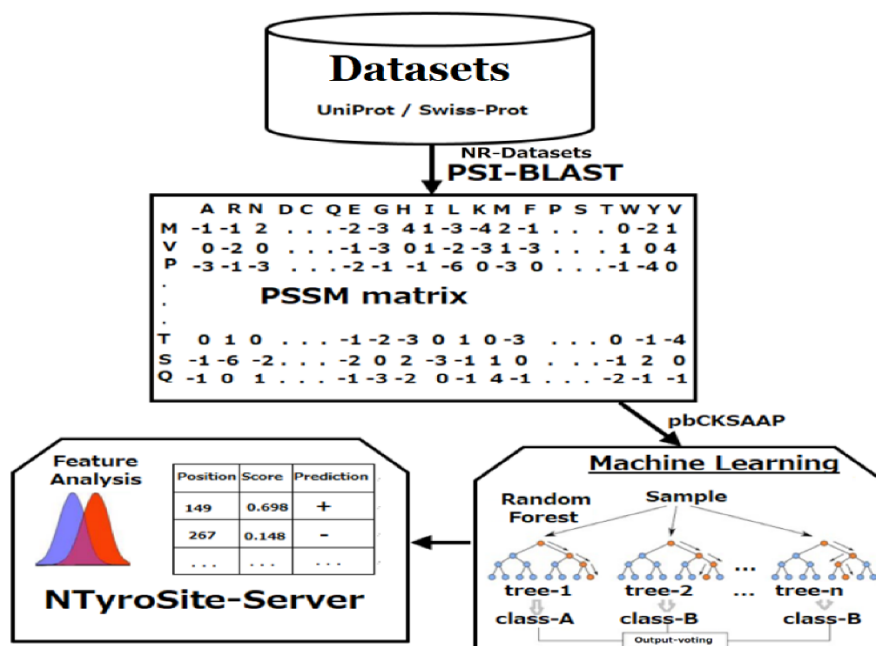 Datasets
UniProt / Swiss-Prot
NR-Datasets
PSI-BLAST
A R N D C Q E G H I L K M F P S T W Y V
M -1 -1 2 . . . -2 -3 4 1 -3 -4 2 -1 . . . 0 -2 1
V 0 -2 0 . . . -1 -3 0 1 -2 -3 1 -3 . . . 1 0 4
P -3 -1 -3 . . . -2 -1 -1 -6 0 -3 0 . . . -1 -4 0
.
.
.
PSSM matrix
T 0 1 0 . . . -1 -2 -3 0 1 0 -3 . . . 0 -1 -4
S -1 -6 -2 . . . -2 0 2 -3 -1 1 0 . . . -1 2 0
Q -1 0 1 . . . -1 -3 -2 0 -1 4 -1 . . . -2 -1 -1
pbCKSAAP
Machine Learning
Random
Forest
Sample
...
tree-1 tree-2 ... tree-n
class-A class-B class-B
Output-voting
Feature
Analysis
Position Score Prediction
149 0.698 +
267 0.148 -
... ... ...
NTyroSite-Server